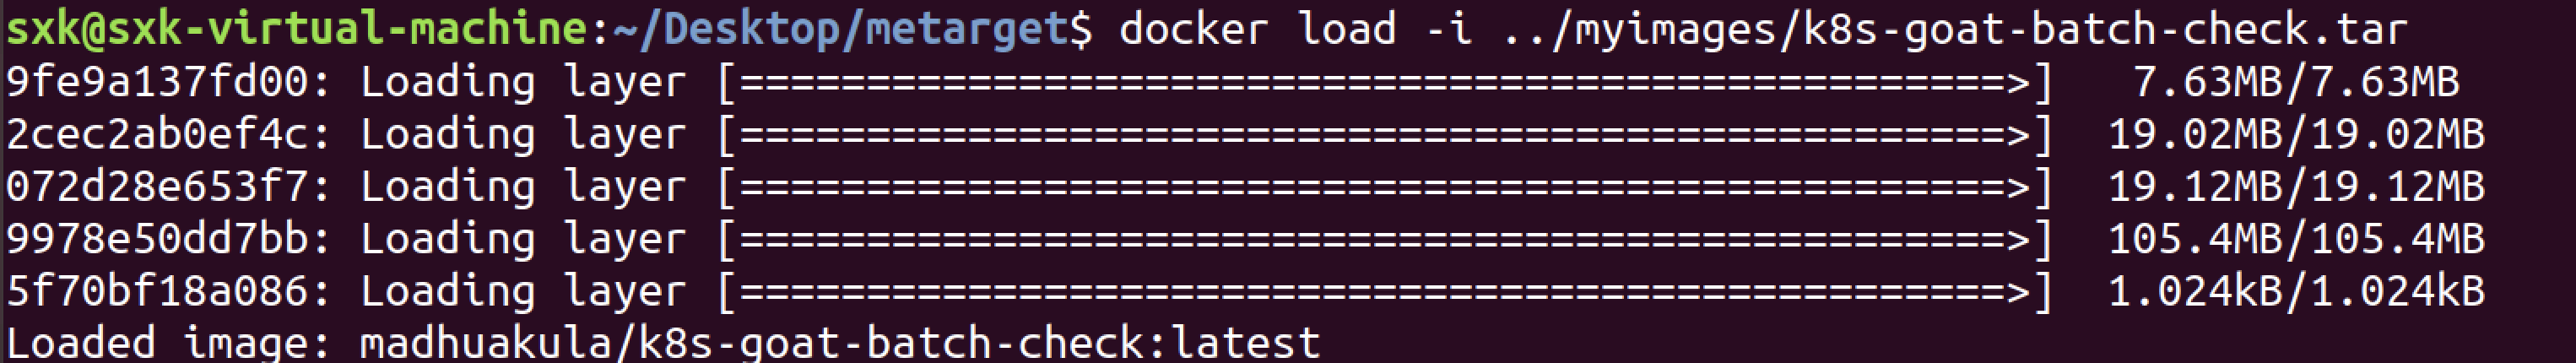 sxk@sxk-virtual-machine:~/Desktop/metarget$ docker load -i ../myimages/k8s-goat-batch-check.tar
9fe9a137fd00: Loading layer [==================================================>]   7.63MB/7.63MB
2cec2ab0ef4c: Loading layer [==================================================>]  19.02MB/19.02MB
072d28e653f7: Loading layer [==================================================>]  19.12MB/19.12MB
9978e50dd7bb: Loading layer [==================================================>]  105.4MB/105.4MB
5f70bf18a086: Loading layer [==================================================>]  1.024kB/1.024kB
Loaded image: madhuakula/k8s-goat-batch-check:latest